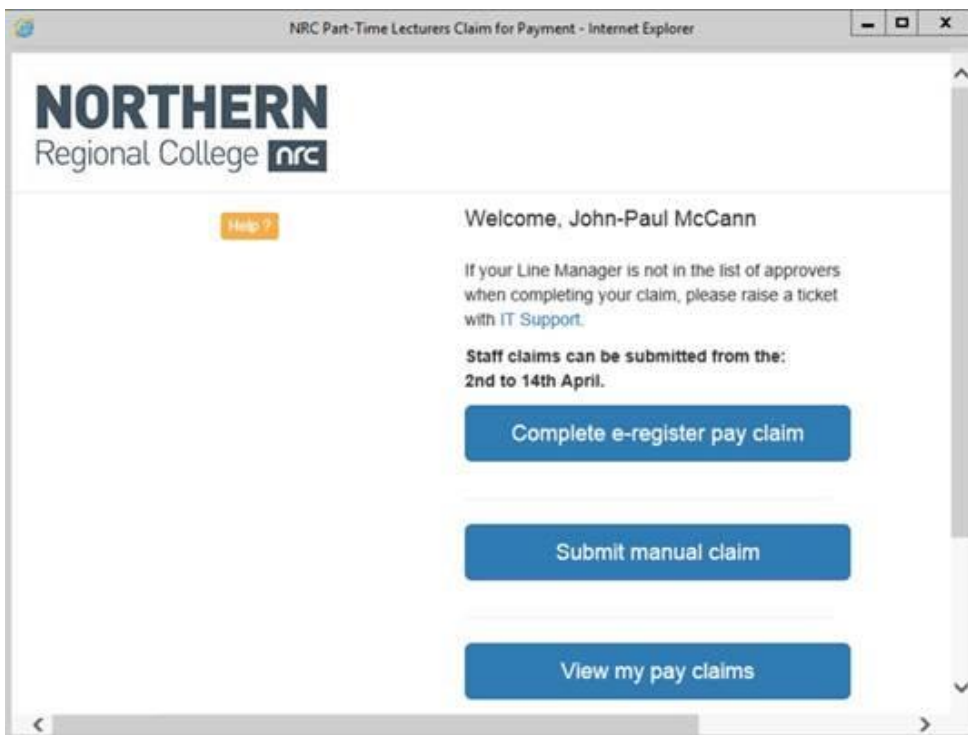 NRC Part-Time Lecturers Claim for Payment - Internet Explorer
NORTHERN
Regional College nrc
Help ?
Welcome, John-Paul McCann
If your Line Manager is not in the list of approvers
when completing your claim, please raise a ticket
with IT Support.
Staff claims can be submitted from the:
2nd to 14th April.
Complete e-register pay claim
Submit manual claim
View my pay claims